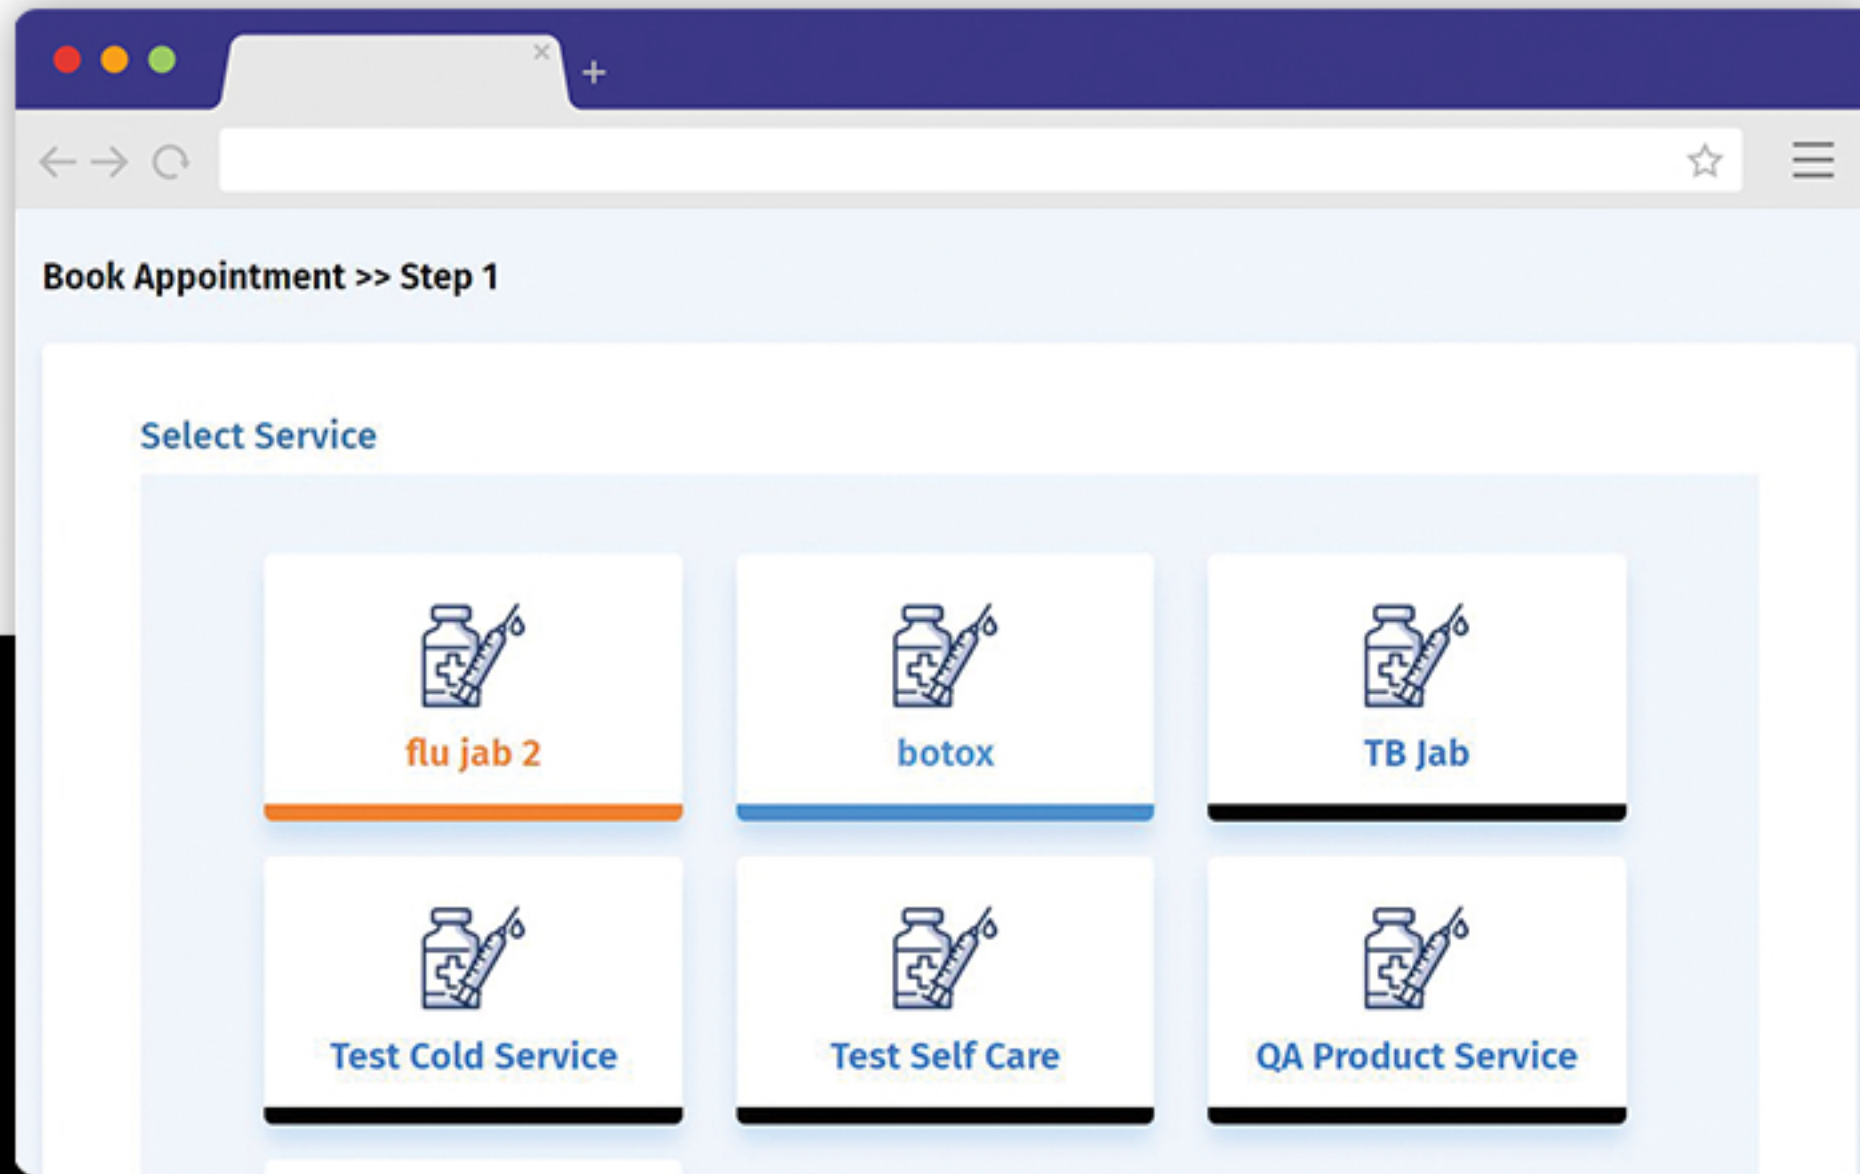 Book Appointment >> Step 1
Select Service
flu jab 2
botox
TB Jab
Test Cold Service
Test Self Care
QA Product Service